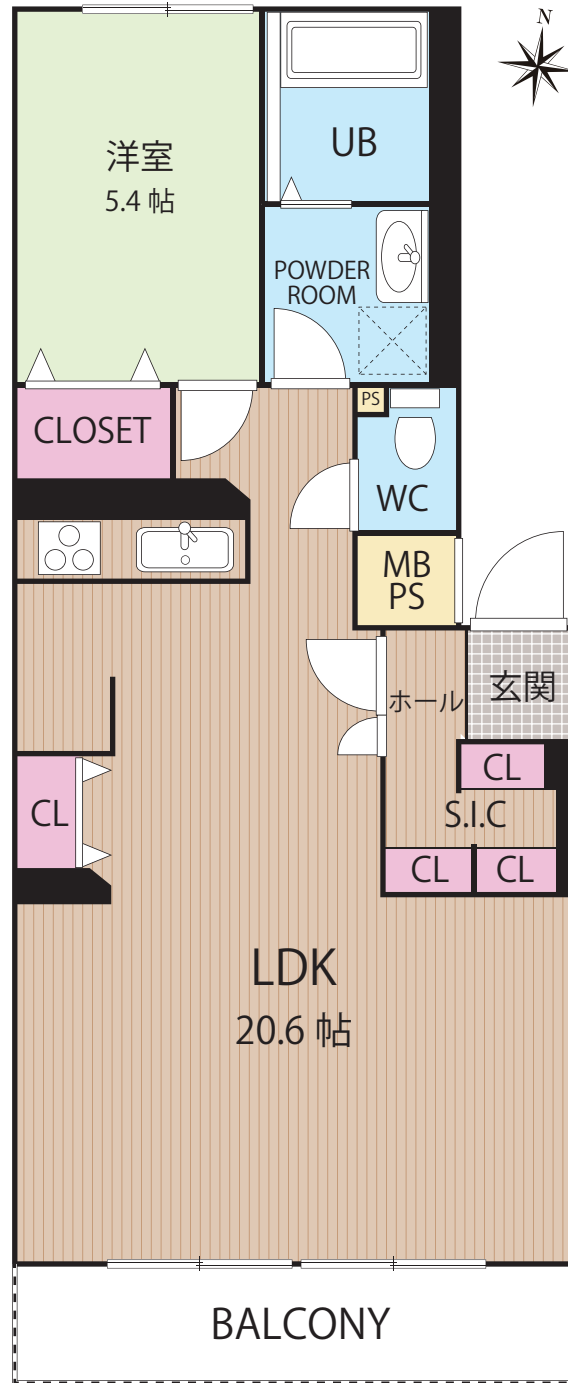 N
洋室
5.4 帖
UB
POWDER
ROOM
CLOSET
PS
WC
MB
PS
ホール
玄関
CL
S.I.C
CL
CL
CL
LDK
20.6 帖
BALCONY